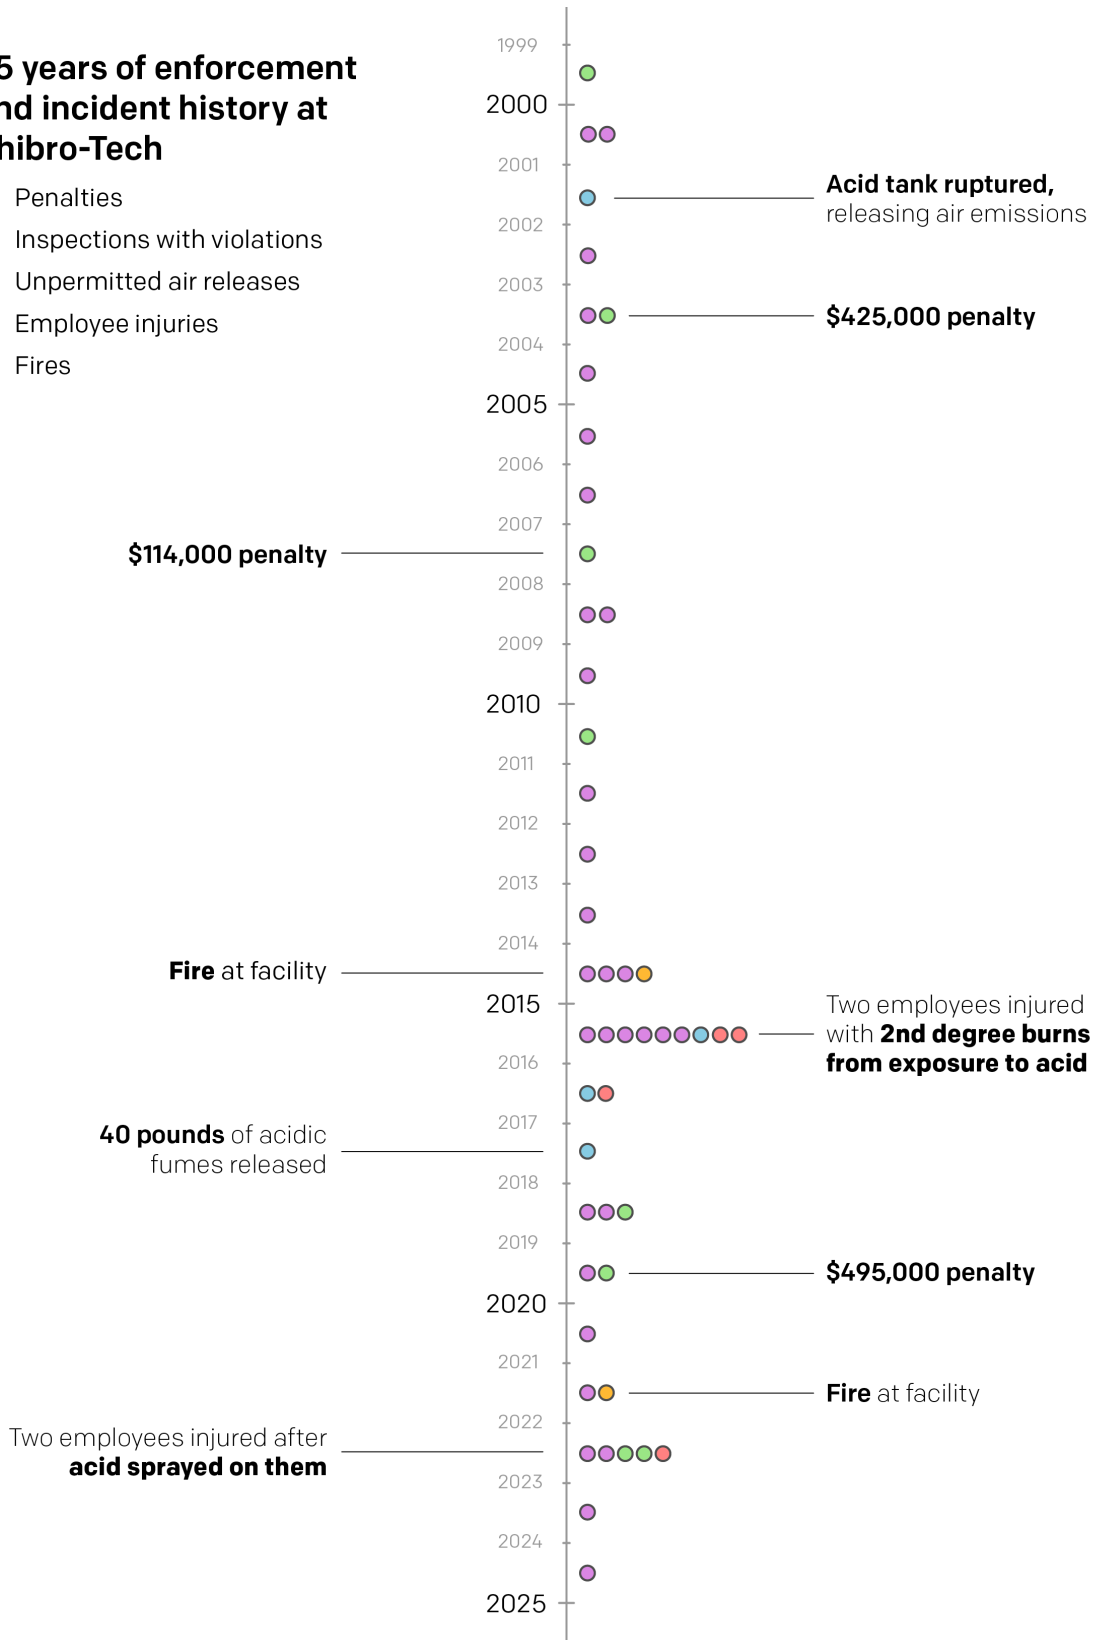 5 years of enforcement
nd incident history at
hibro-Tech
Penalties
Inspections with violations
Unpermitted air releases
Employee injuries
Fires
1999
2000
2001
Acid tank ruptured,
releasing air emissions
2002
2003
$425,000 penalty
2004
2005
2006
2007
$114,000 penalty
2008
2009
2010
2011
2012
2013
2014
Fire at facility
2015
Two employees injured
with 2nd degree burns
from exposure to acid
2016
2017
40 pounds of acidic
fumes released
2018
2019
$495,000 penalty
2020
2021
Fire at facility
2022
Two employees injured after
acid sprayed on them
2023
2024
2025